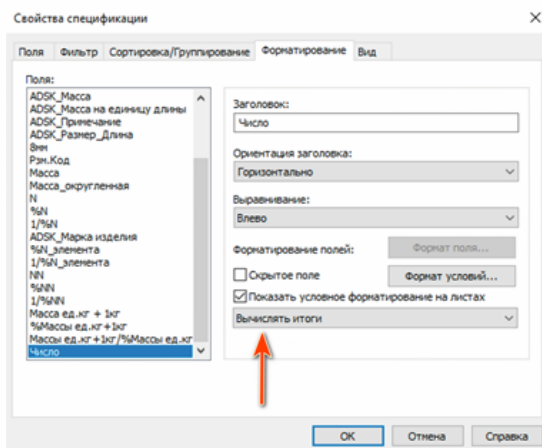 Свойства спецификации
Поля Фильтр Сортировка/Группирование Форматирование Вид
Поля:
ADSK_Масса
ADSK_Масса на единицу длины
ADSK_Примечание
ADSK_Размер_Длина
8мм
Рзн.Код
Масса
Масса_округленная
N
%N
1/%N
ADSK_Марка изделия
%N_элемента
1/%N_элемента
NN
%NN
1/%NN
Масса ед.кг + 1кг
%Массы ед.кг+1кг
Массы ед.кг+1кг/%Массы ед.кг
Число
Заголовок:
Число
Ориентация заголовка:
Горизонтально
Выравнивание:
Влево
Форматирование полей: Формат поля...
Скрытое поле Формат условий...
Показать условное форматирование на листах
Вычислять итоги
ОК Отмена Справка